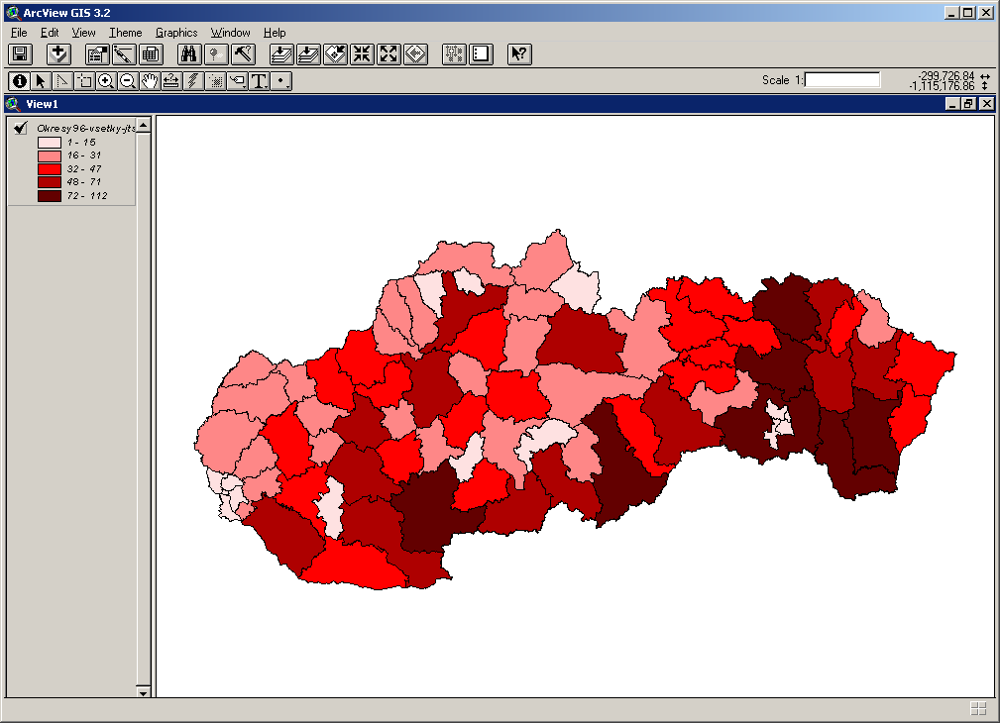 ArcView GIS 3.2
File Edit View Theme Graphics Window Help
Scale 1:
-299,726.84
-1,115,176.86
View1
Okresy96-vsetky-jts
1 - 15
16 - 31
32 - 47
48 - 71
72 - 112